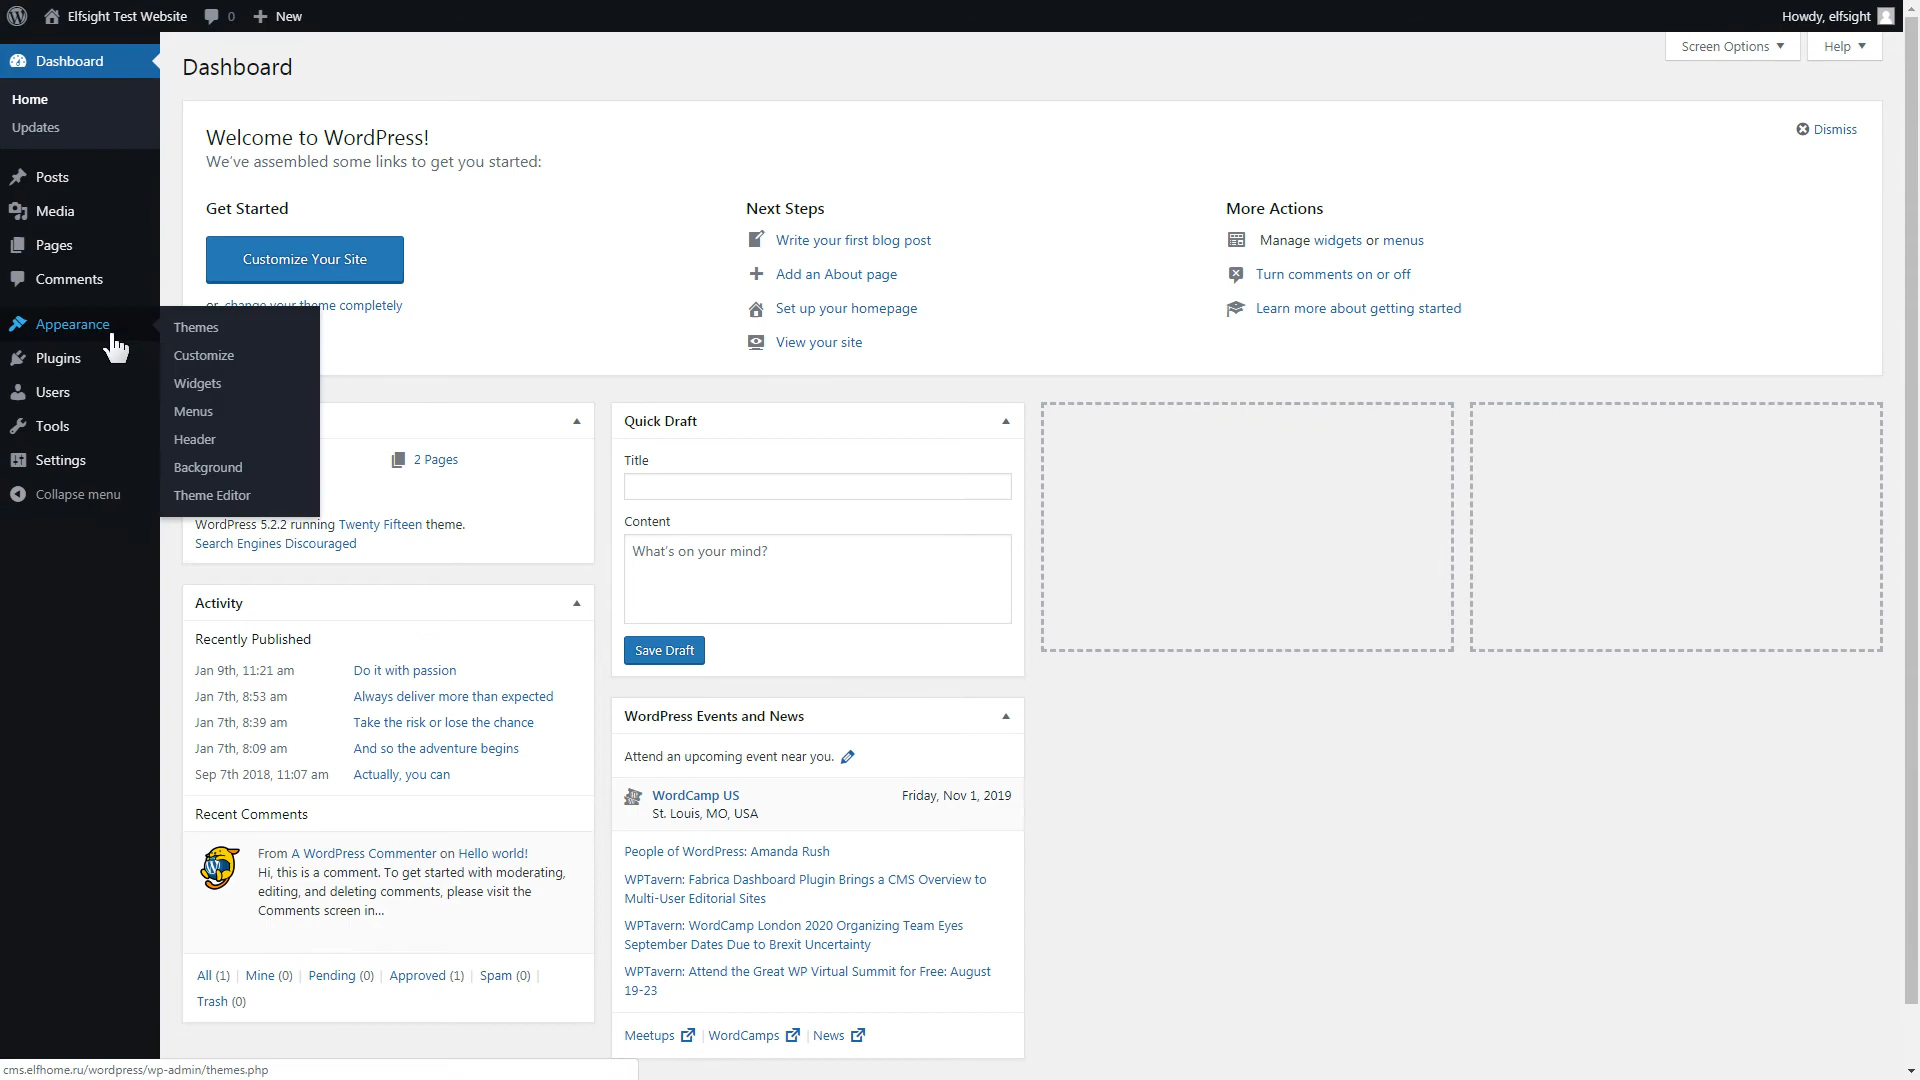 Elfsight Test Website 0 New
Howdy, elfsight
Dashboard
Home
Updates
Posts
Media
Pages
Comments
Appearance
Plugins
Users
Tools
Settings
Collapse menu
Themes
Customize
Widgets
Menus
Header
Background
Theme Editor
Screen Options
Help
Dashboard
Welcome to WordPress!
We've assembled some links to get you started:
Dismiss
Get Started
Customize Your Site
or, change your theme completely
Next Steps
Write your first blog post
Add an About page
Set up your homepage
View your site
More Actions
Manage widgets or menus
Turn comments on or off
Learn more about getting started
2 Pages
WordPress 5.2.2 running Twenty Fifteen theme.
Search Engines Discouraged
Activity
Recently Published
Jan 9th, 11:21 am Do it with passion
Jan 7th, 8:53 am Always deliver more than expected
Jan 7th, 8:39 am Take the risk or lose the chance
Jan 7th, 8:09 am And so the adventure begins
Sep 7th 2018, 11:07 am Actually, you can
Recent Comments
From A WordPress Commenter on Hello world!
Hi, this is a comment. To get started with moderating,
editing, and deleting comments, please visit the
Comments screen in...
All (1) | Mine (0) | Pending (0) | Approved (1) | Spam (0) |
Trash (0)
Quick Draft
Title
Content
What's on your mind?
Save Draft
WordPress Events and News
Attend an upcoming event near you.
WordCamp US Friday, Nov 1, 2019
St. Louis, MO, USA
People of WordPress: Amanda Rush
WPTavern: Fabrica Dashboard Plugin Brings a CMS Overview to
Multi-User Editorial Sites
WPTavern: WordCamp London 2020 Organizing Team Eyes
September Dates Due to Brexit Uncertainty
WPTavern: Attend the Great WP Virtual Summit for Free: August
19-23
Meetups | WordCamps | News
cms.elfhome.ru/wordpress/wp-admin/themes.php